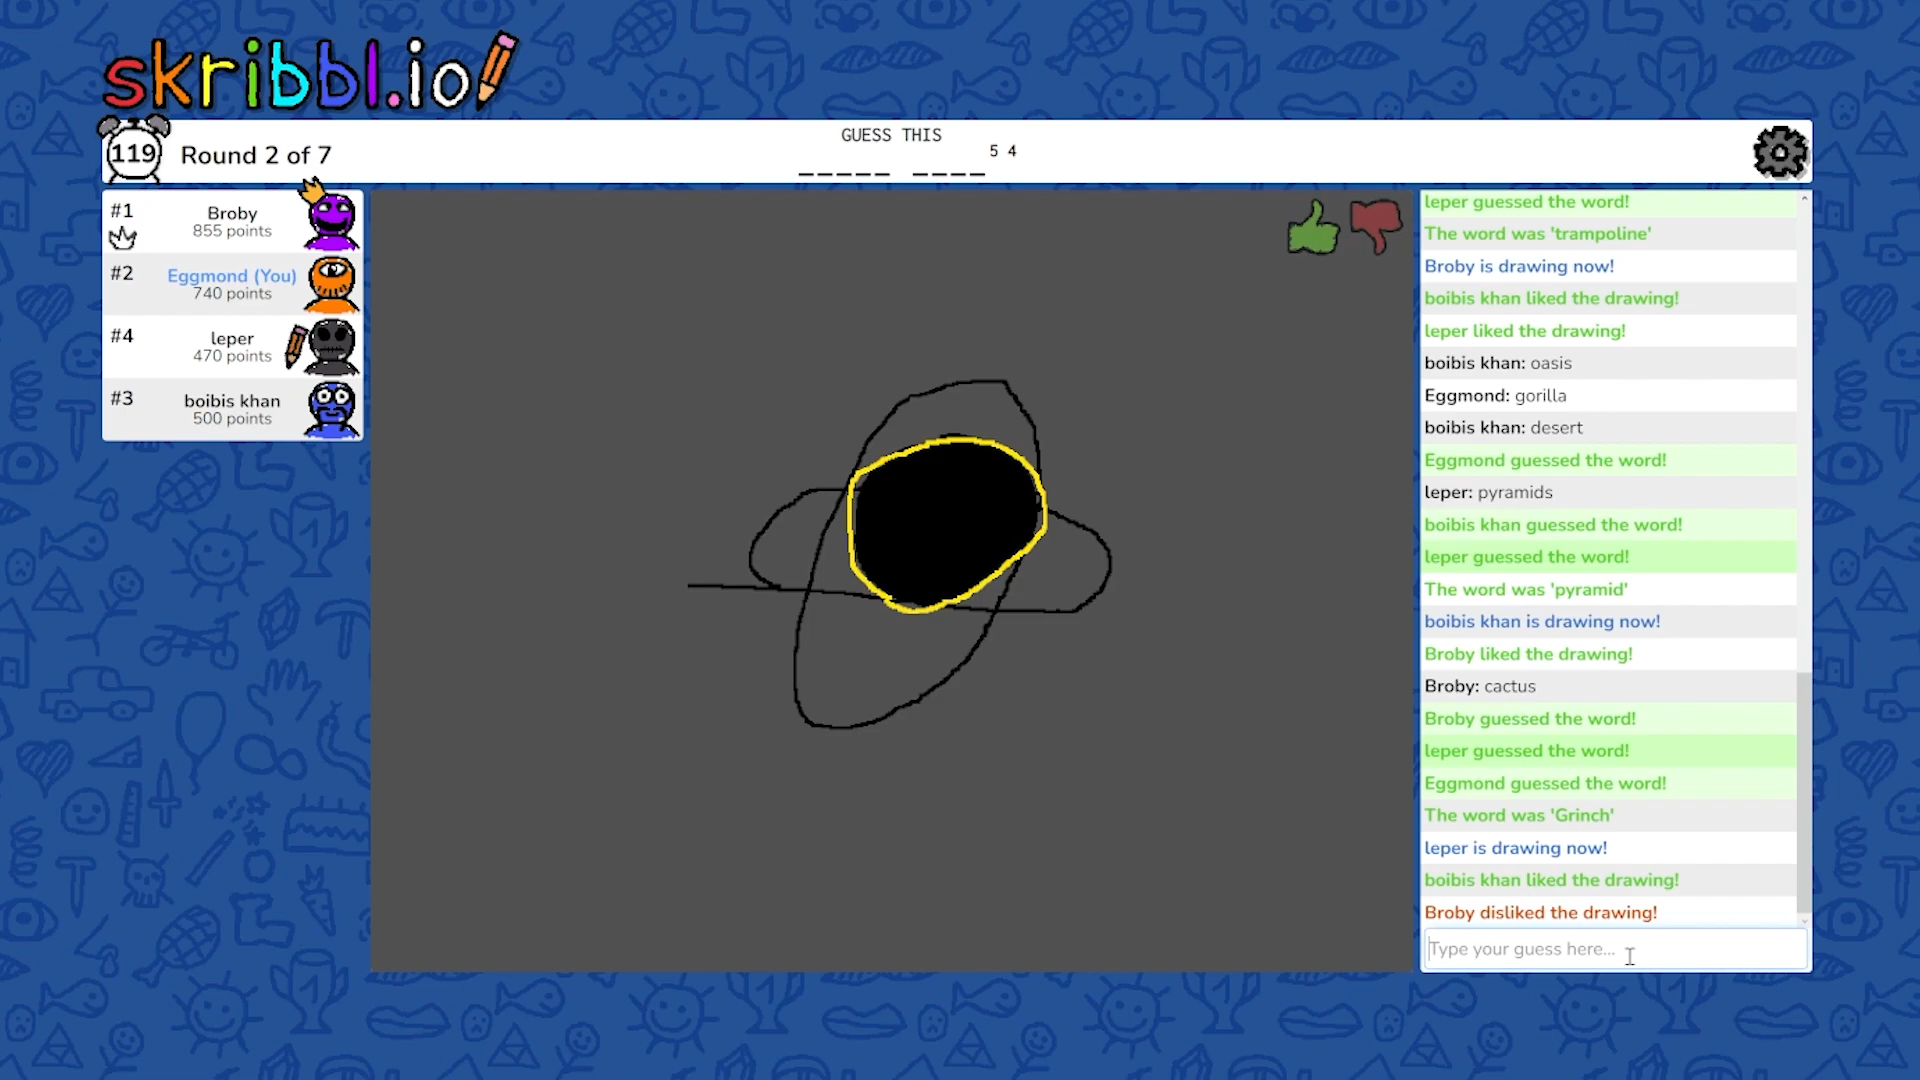 skribbl.io
119
Round 2 of 7
GUESS THIS
_____ ____ 5 4
#1
Broby
855 points
#2
Eggmond (You)
740 points
#4
leper
470 points
#3
boibis khan
500 points
leper guessed the word!
The word was 'trampoline'
Broby is drawing now!
boibis khan liked the drawing!
leper liked the drawing!
boibis khan: oasis
Eggmond: gorilla
boibis khan: desert
Eggmond guessed the word!
leper: pyramids
boibis khan guessed the word!
leper guessed the word!
The word was 'pyramid'
boibis khan is drawing now!
Broby liked the drawing!
Broby: cactus
Broby guessed the word!
leper guessed the word!
Eggmond guessed the word!
The word was 'Grinch'
leper is drawing now!
boibis khan liked the drawing!
Broby disliked the drawing!
Type your guess here...